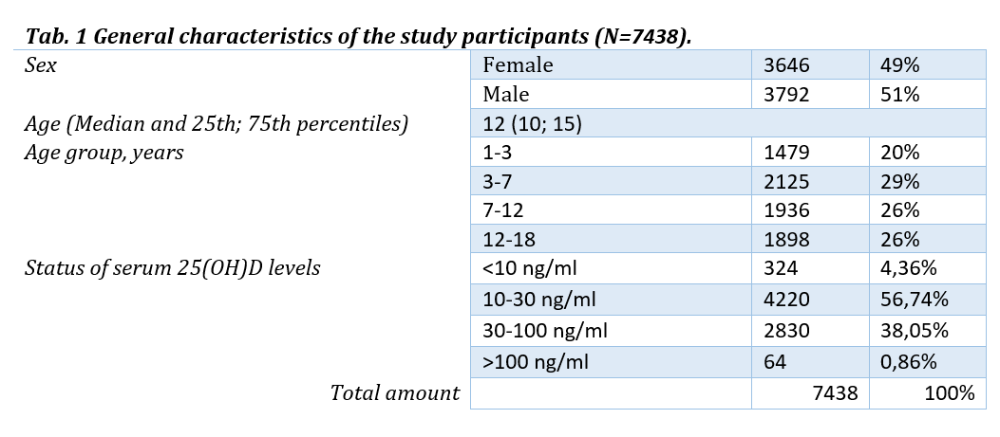 Tab. 1 General characteristics of the study participants (N=7438).
Sex Female 3646 49%
Male 3792 51%
Age (Median and 25th; 75th percentiles) 12 (10; 15)
Age group, years 1-3 1479 20%
3-7 2125 29%
7-12 1936 26%
12-18 1898 26%
Status of serum 25(OH)D levels <10 ng/ml 324 4,36%
10-30 ng/ml 4220 56,74%
30-100 ng/ml 2830 38,05%
>100 ng/ml 64 0,86%
Total amount 7438 100%